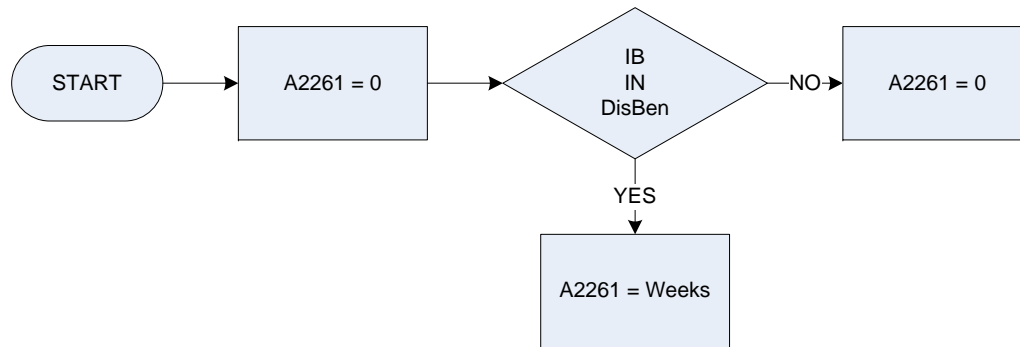 START
A2261 = 0
IB
IN
DisBen
NO
A2261 = 0
YES
A2261 = Weeks